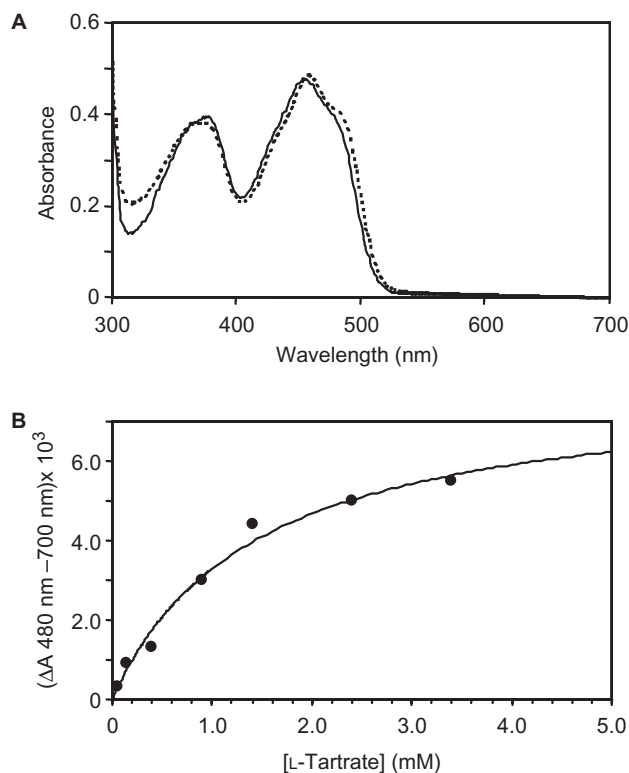 A
0.6
0.4
0.2
0
Absorbance
300 400 500 600 700
Wavelength (nm)
B
6.0
4.0
2.0
0
(ΔA 480 nm –700 nm)x 10³
0 1.0 2.0 3.0 4.0 5.0
[L-Tartrate] (mM)